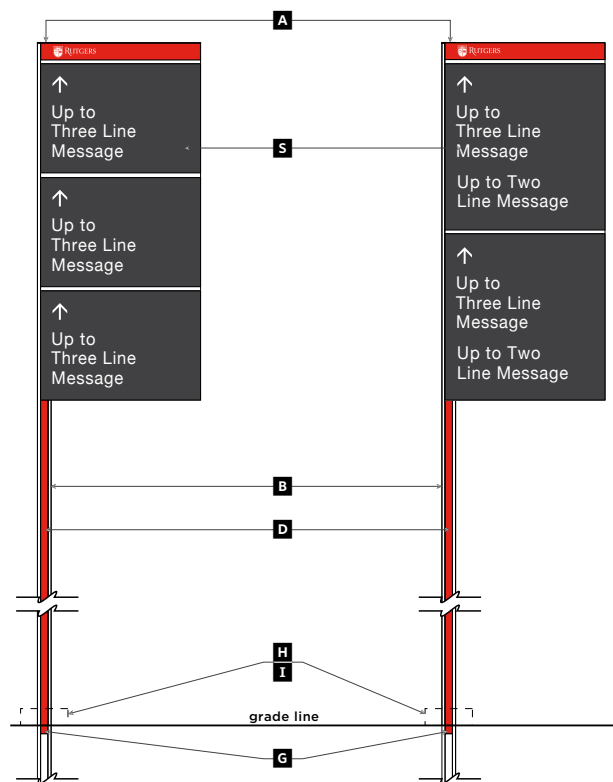 A
RUTGERS
↑
Up to
Three Line
Message
↑
Up to
Three Line
Message
↑
Up to
Three Line
Message
RUTGERS
↑
Up to
Three Line
Message
Up to Two
Line Message
↑
Up to
Three Line
Message
Up to Two
Line Message
S
B
D
H
I
grade line
G